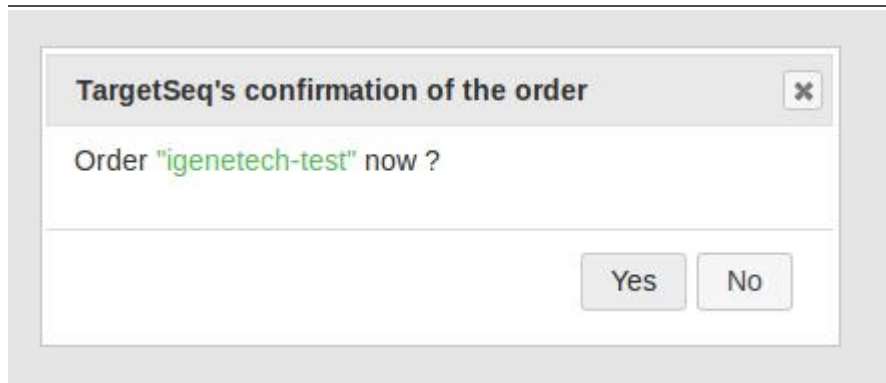 TargetSeq's confirmation of the order
Order "igenetech-test" now ?
Yes No